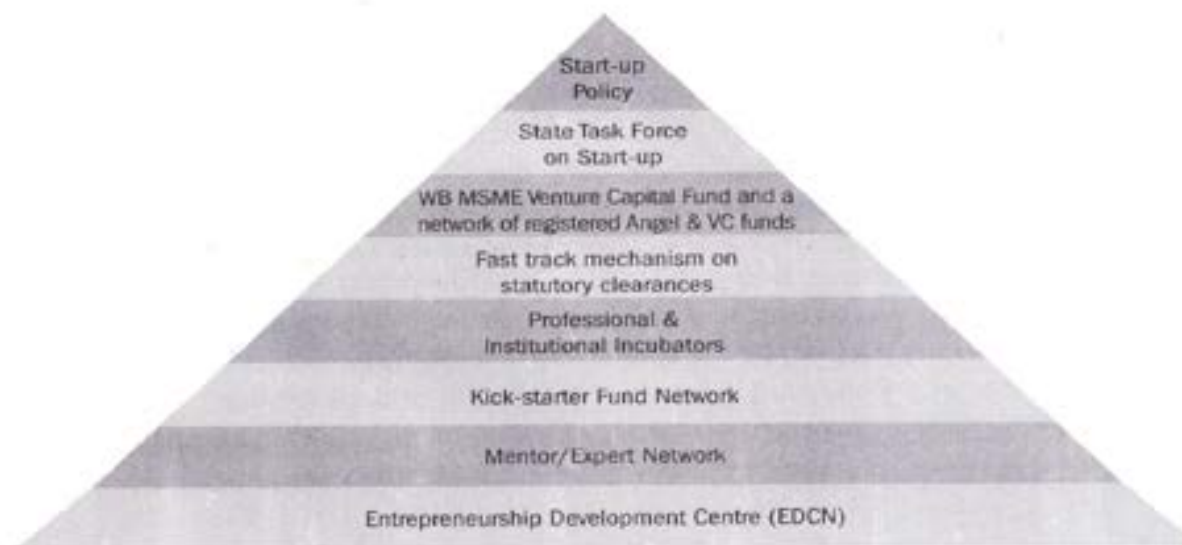 Start-up
Policy
State Task Force
on Start-up
WB MSME Venture Capital Fund and a
network of registered Angel & VC funds
Fast track mechanism on
statutory clearances
Professional &
Institutional Incubators
Kick-starter Fund Network
Mentor/Expert Network
Entrepreneurship Development Centre (EDCN)